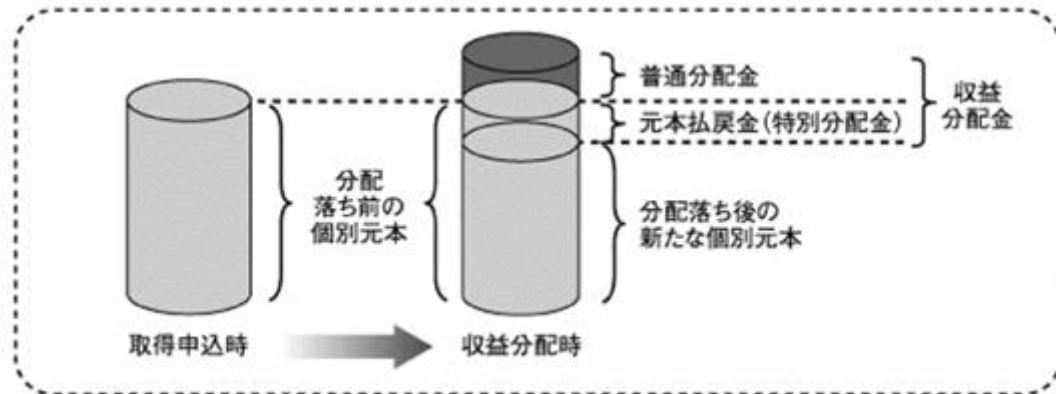 普通分配金
元本払戻金(特別分配金)
収益
分配金
分配
落ち前の
個別元本
分配落ち後の
新たな個別元本
取得申込時
収益分配時